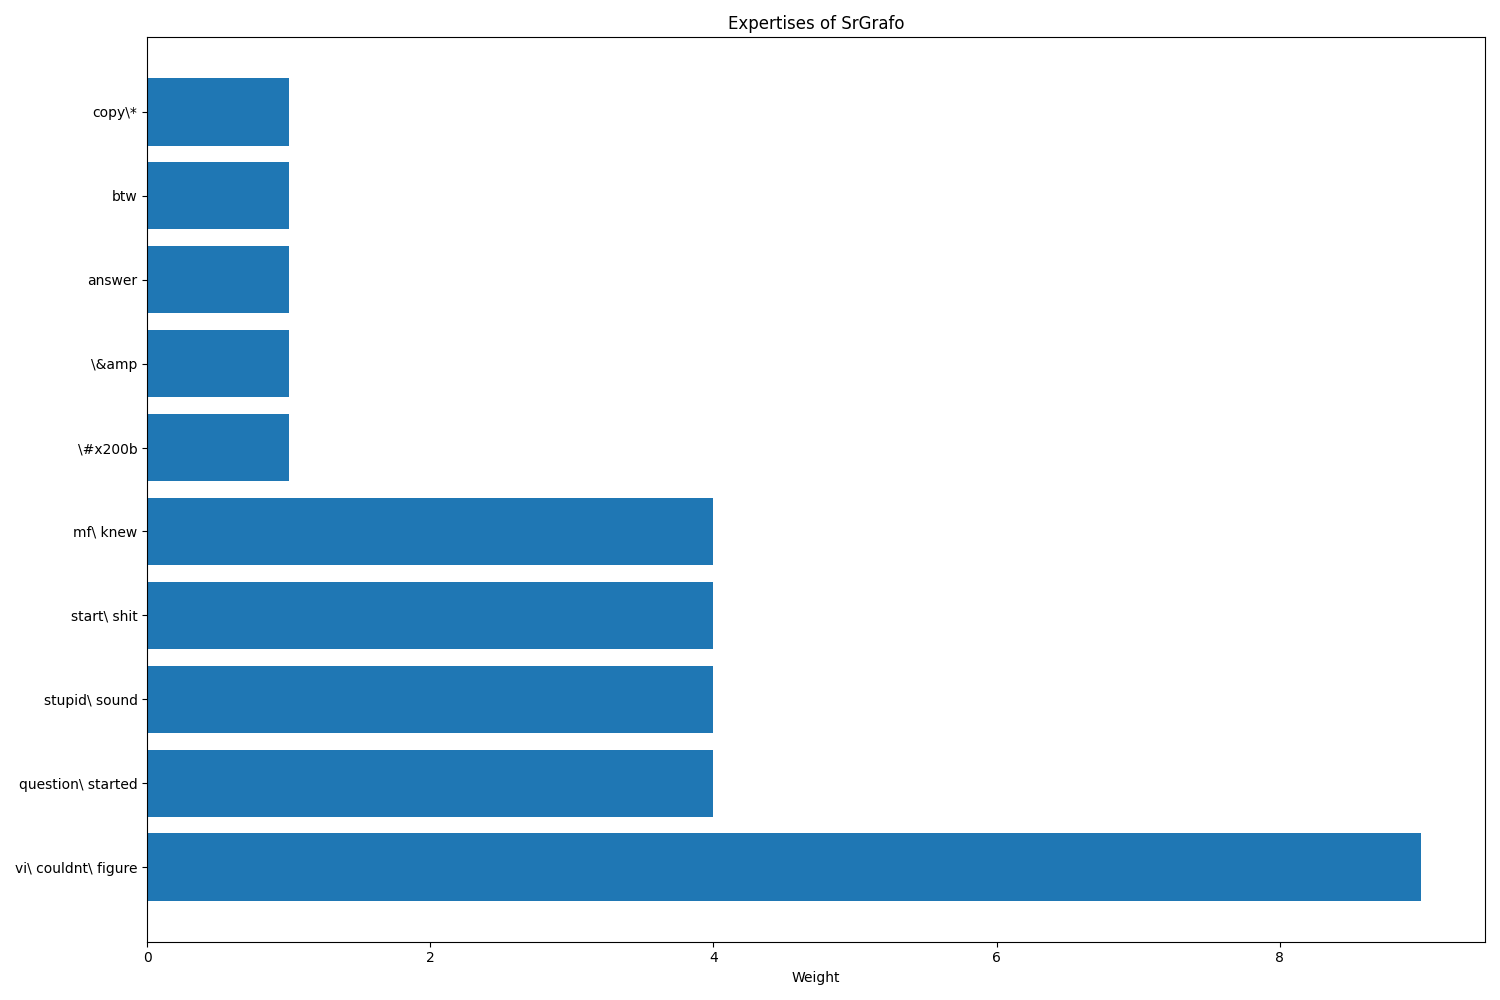 Expertises of SrGrafo
copy\*
btw
answer
\&amp
\#x200b
mf\ knew
start\ shit
stupid\ sound
question\ started
vi\ couldnt\ figure
0 2 4 6 8
Weight